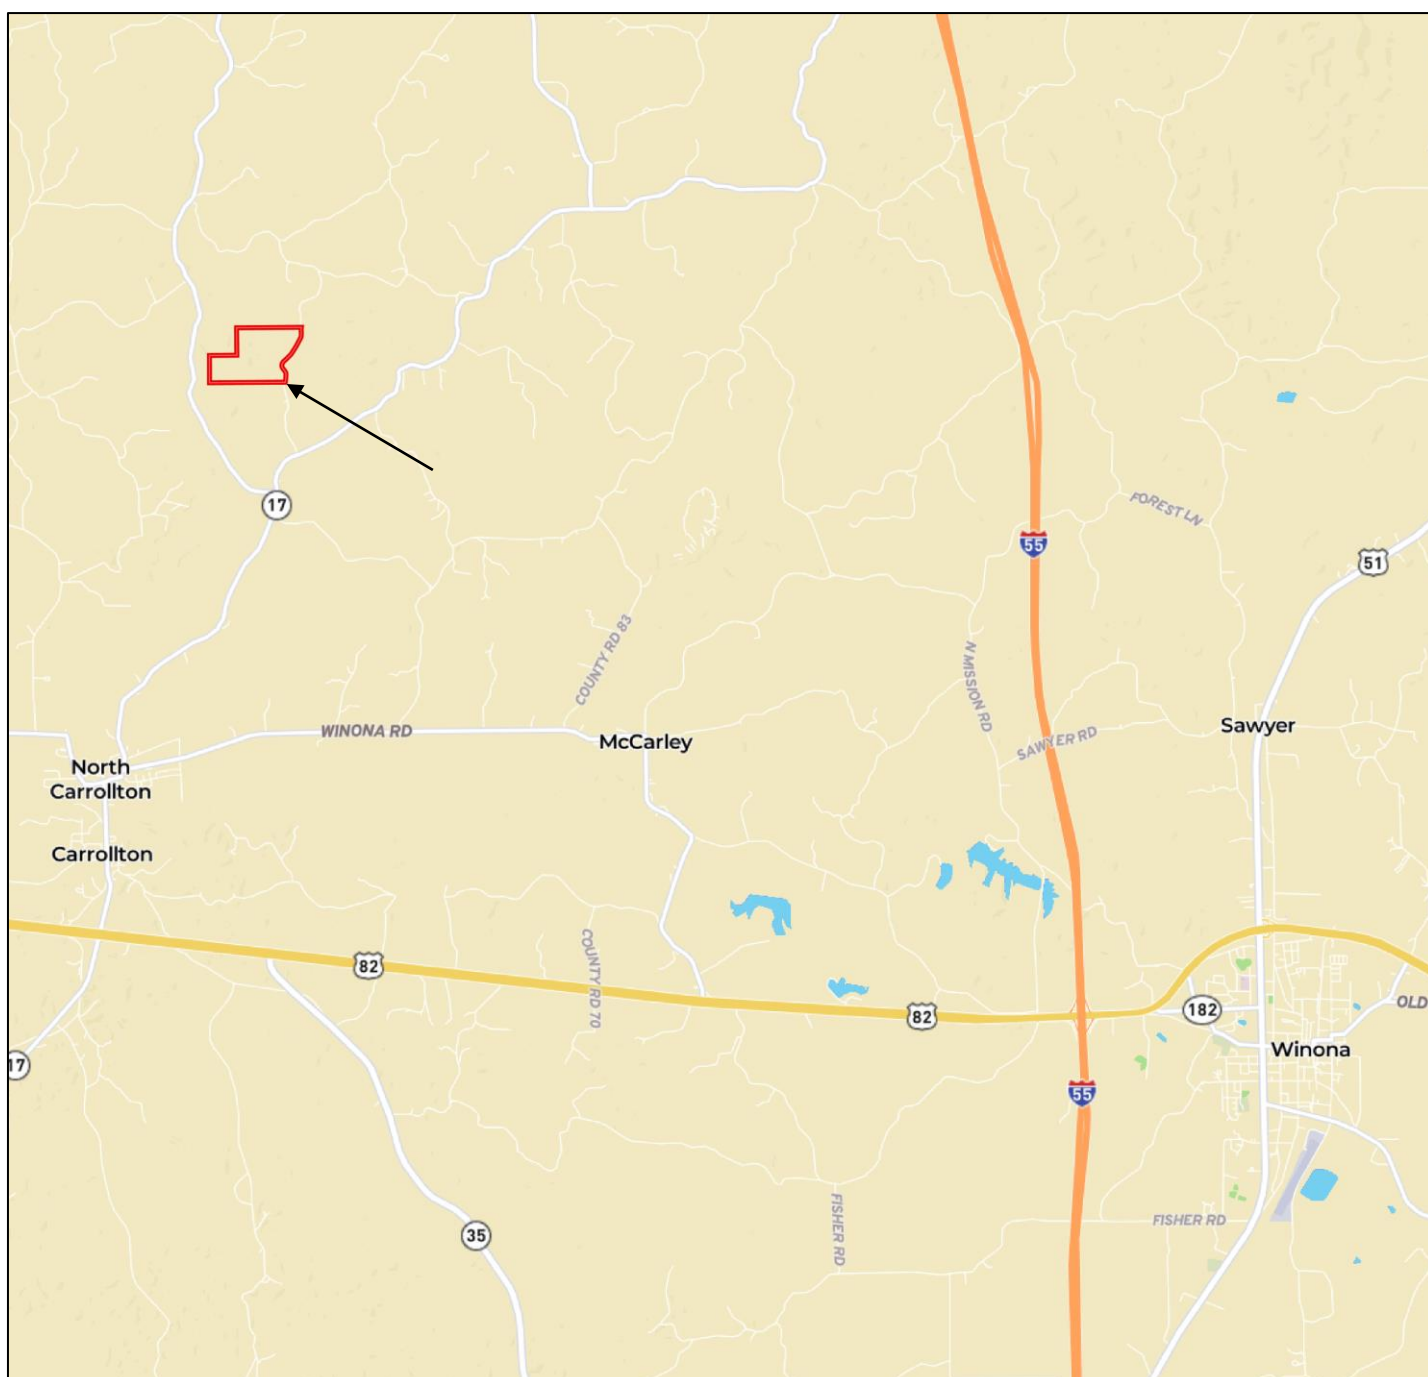 17
FOREST LN
55
51
COUNTY RD 83
N MISSION RD
WINONA RD
McCarley
SAWYER RD
Sawyer
North
Carrollton
Carrollton
82
COUNTY RD 70
82
182
OLD
Winona
17
55
FISHER RD
FISHER RD
35